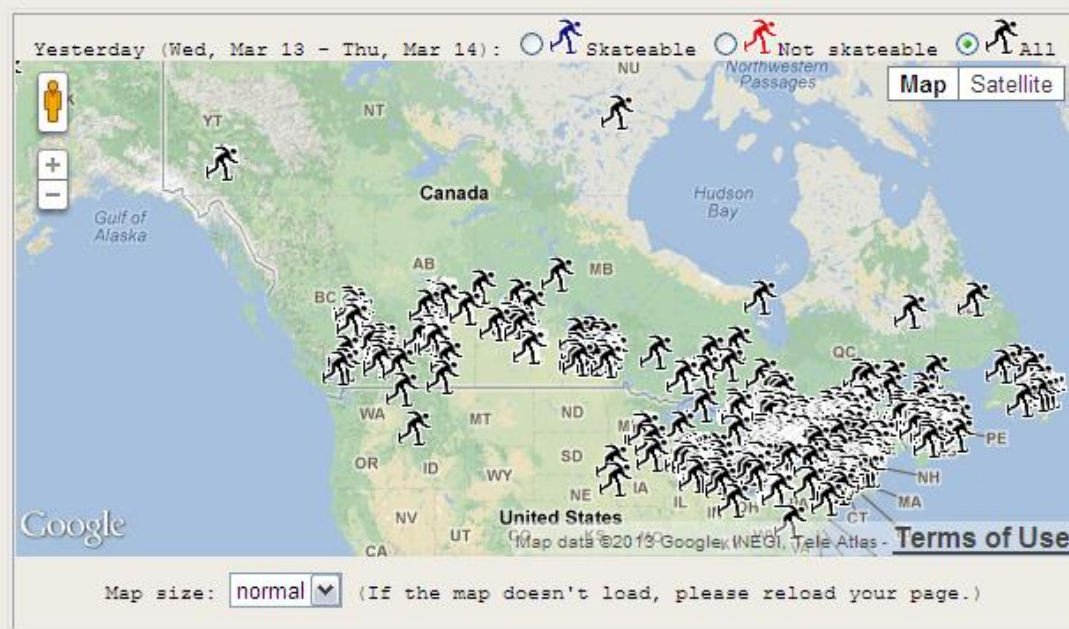 Yesterday (Wed, Mar 13 - Thu, Mar 14): Skateable Not skateable All
NU
Northwestern
Passages
Map Satellite
YT
NT
+
−
Canada
Hudson
Bay
Gulf of
Alaska
AB
MB
BC
QC
WA
MT
ND
PE
OR
ID
SD
WY
NH
NE
IA
IL
MA
OH
CT
NV
UT
United States
CA
Google
Map data ©2013 Google, INEGI, Tele Atlas - Terms of Use
Map size: normal (If the map doesn't load, please reload your page.)